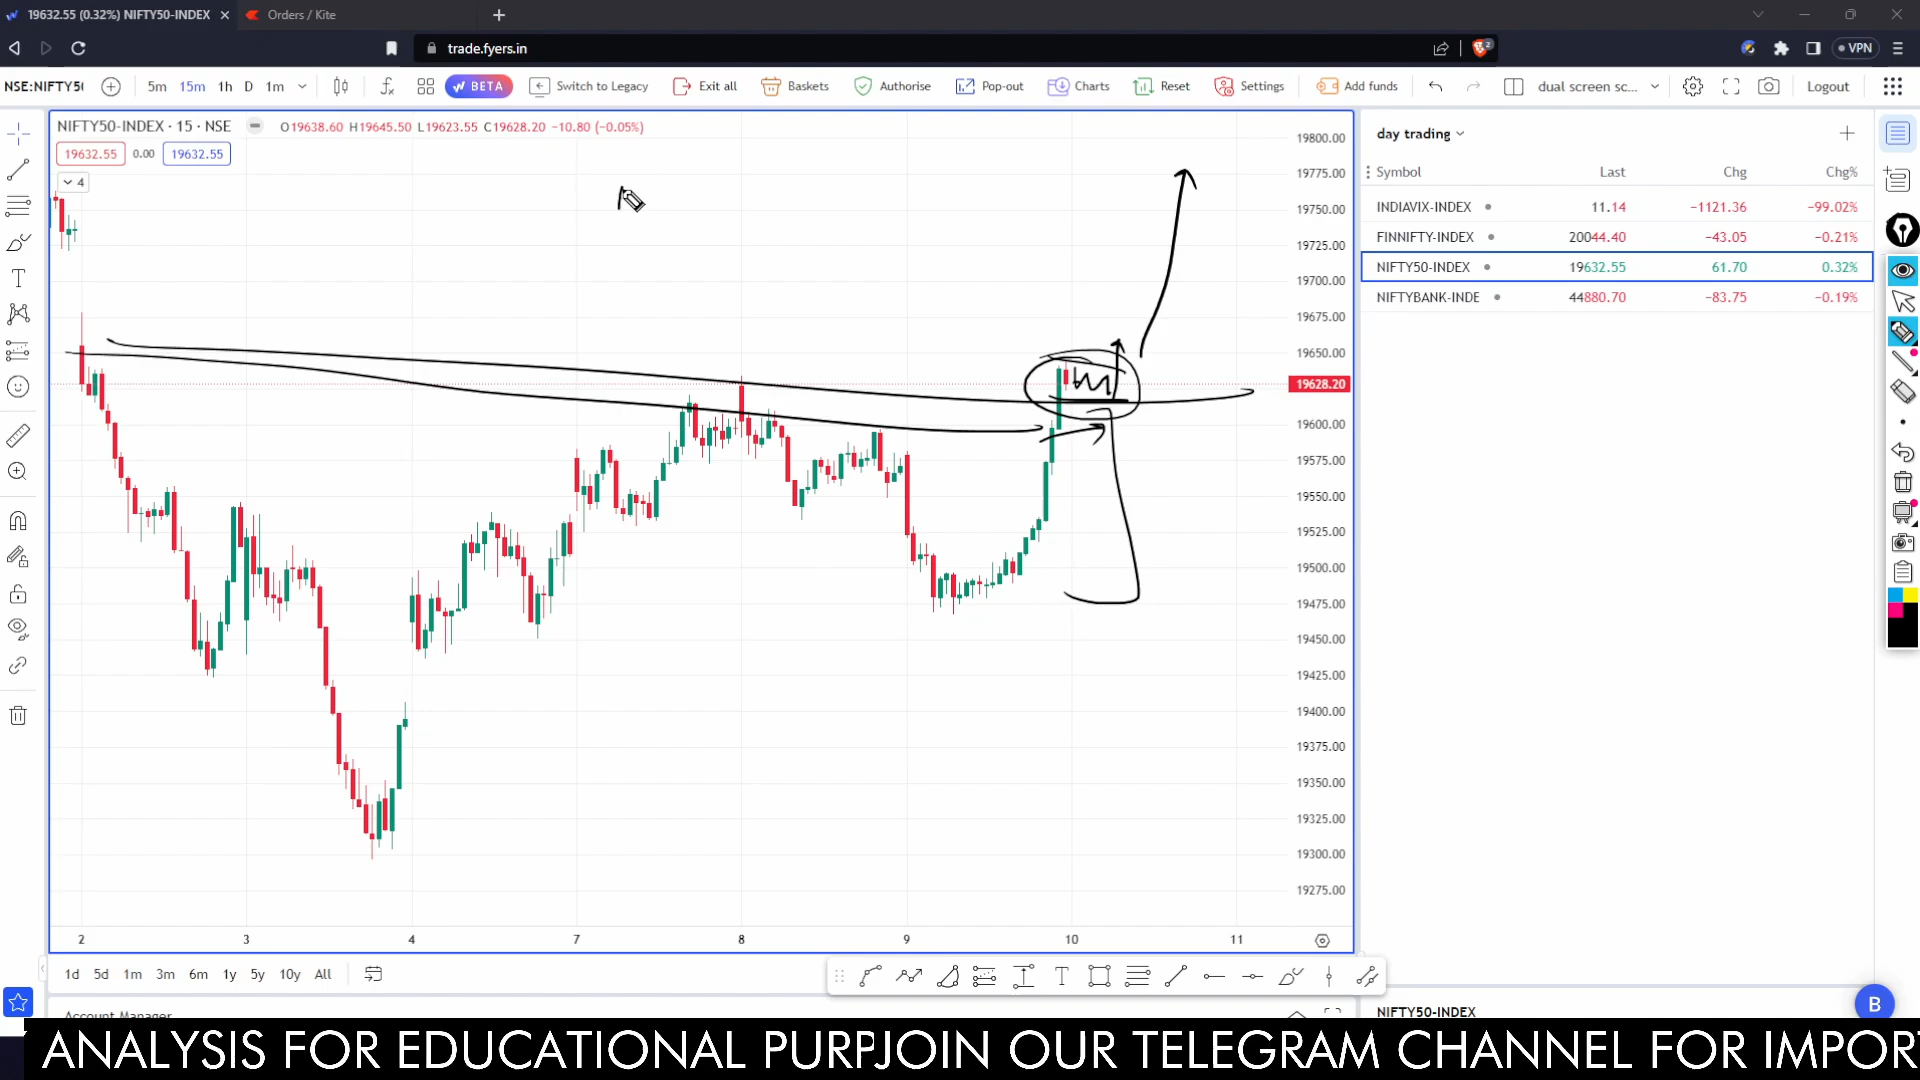 19632.55 (0.32%) NIFTY50-INDEX
Orders / Kite
trade.fyers.in
2
VPN
NSE:NIFTY5
5m 15m 1h D 1m
BETA
Switch to Legacy
Exit all
Baskets
Authorise
Pop-out
Charts
Reset
Settings
Add funds
dual screen sc...
Logout
NIFTY50-INDEX · 15 · NSE
O19638.60 H19645.50 L19623.55 C19628.20 −10.80 (−0.05%)
19632.55 0.00 19632.55
4
19800.00
19775.00
19750.00
19725.00
19700.00
19675.00
19650.00
19628.20
19600.00
19575.00
19550.00
19525.00
19500.00
19475.00
19450.00
19425.00
19400.00
19375.00
19350.00
19325.00
19300.00
19275.00
2 3 4 7 8 9 10 11
1d 5d 1m 3m 6m 1y 5y 10y All
Account Manager
day trading
Symbol Last Chg Chg%
INDIAVIX-INDEX 11.14 −1121.36 −99.02%
FINNIFTY-INDEX 20044.40 −43.05 −0.21%
NIFTY50-INDEX 19632.55 61.70 0.32%
NIFTYBANK-INDE 44880.70 −83.75 −0.19%
NIFTY50-INDEX
B
ANALYSIS FOR EDUCATIONAL PURPJOIN OUR TELEGRAM CHANNEL FOR IMPOR